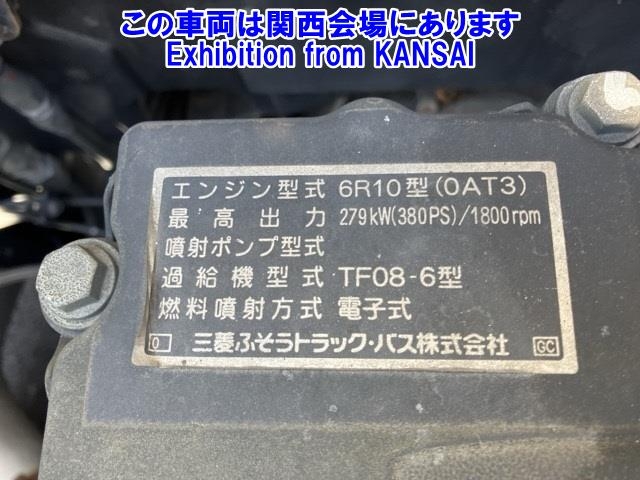 この車両は関西会場にあります
Exhibition from KANSAI
エンジン型式 6R10型(0AT3)
最高出力 279kW(380PS)/1800rpm
噴射ポンプ型式
過給機型式 TF08-6型
燃料噴射方式 電子式
0 三菱ふそうトラック・バス株式会社 GC